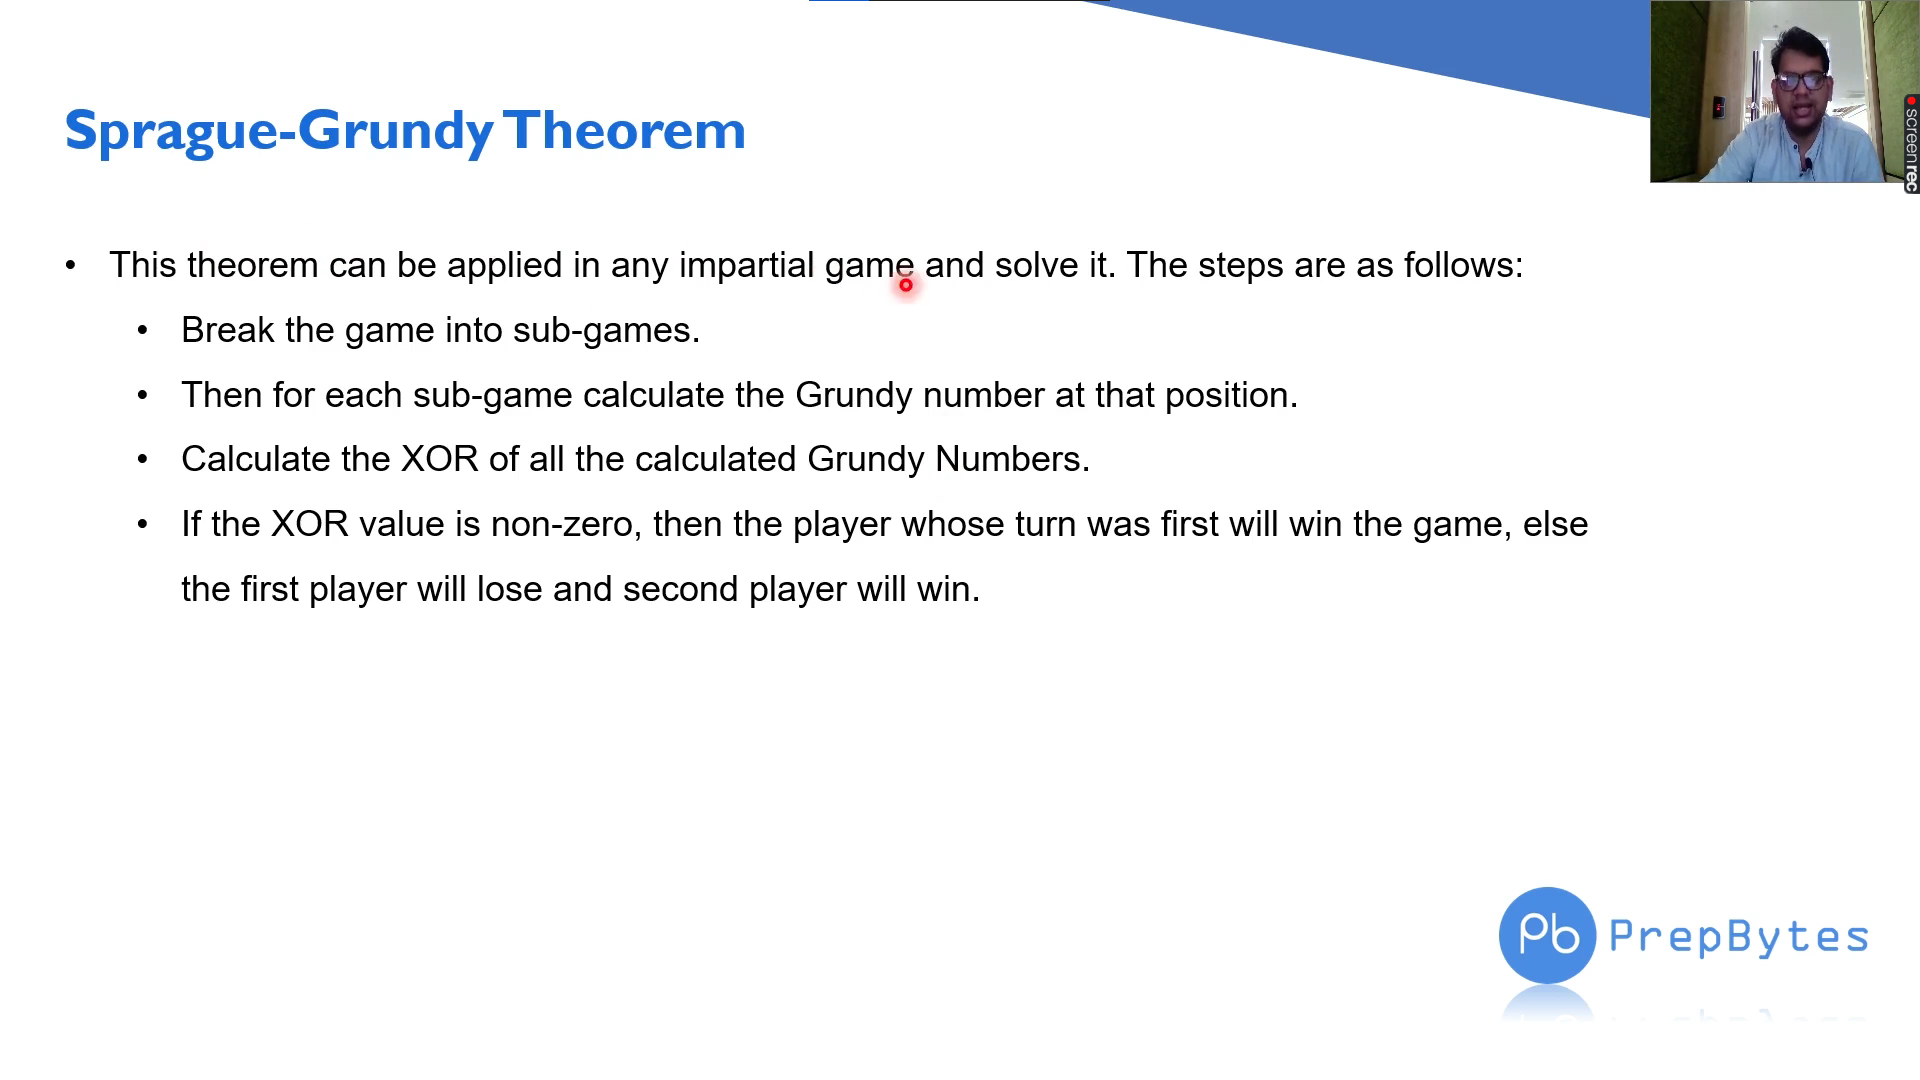 Sprague-Grundy Theorem
• This theorem can be applied in any impartial game and solve it. The steps are as follows:
• Break the game into sub-games.
• Then for each sub-game calculate the Grundy number at that position.
• Calculate the XOR of all the calculated Grundy Numbers.
• If the XOR value is non-zero, then the player whose turn was first will win the game, else
the first player will lose and second player will win.
screenrec
Pb PrepBytes